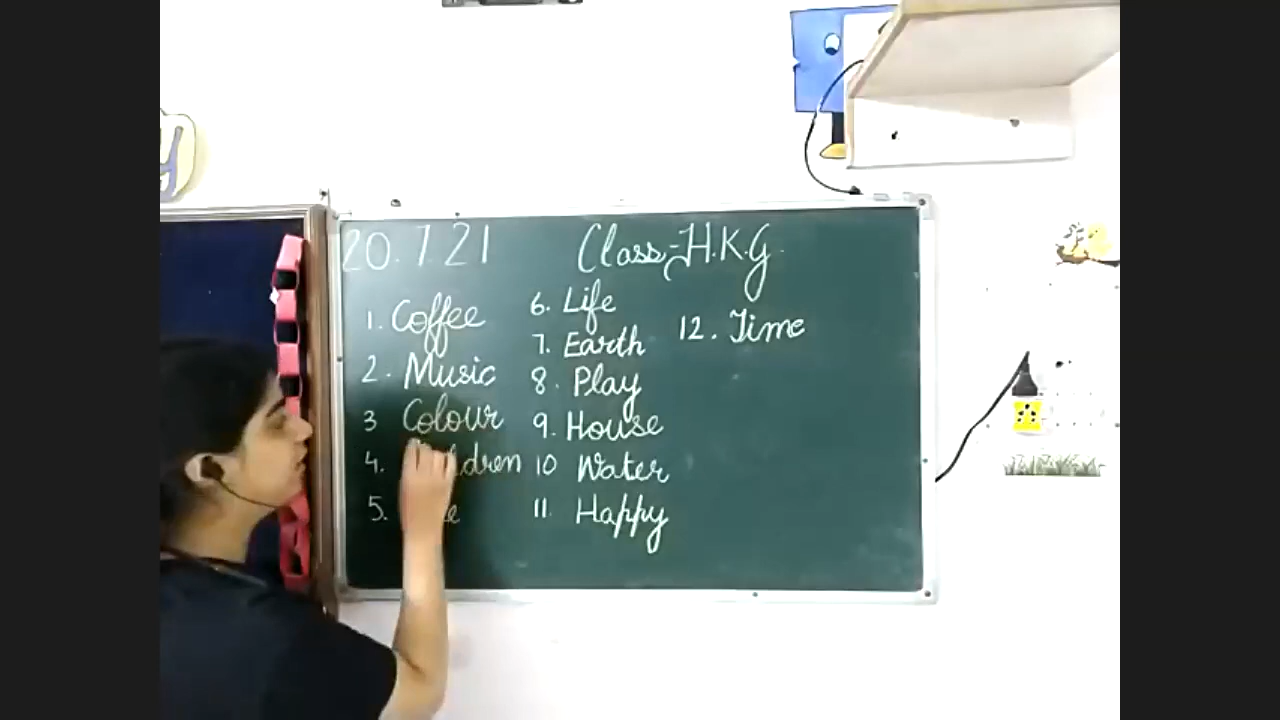 20.7.21 Class-H.K.G.
1. Coffee
2. Music
3 Colour
4. Children
5.
6. Life
7. Earth
8. Play
9. House
10 Water
11. Happy
12. Time
y